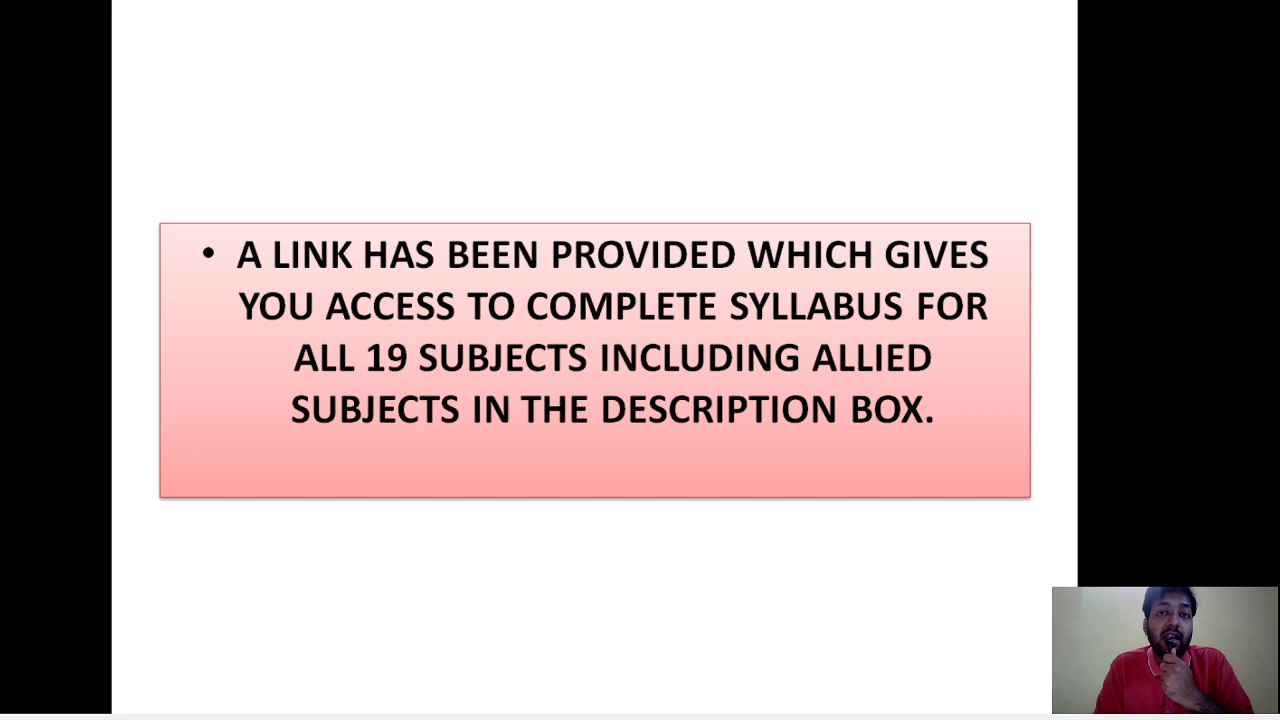 • A LINK HAS BEEN PROVIDED WHICH GIVES
YOU ACCESS TO COMPLETE SYLLABUS FOR
ALL 19 SUBJECTS INCLUDING ALLIED
SUBJECTS IN THE DESCRIPTION BOX.